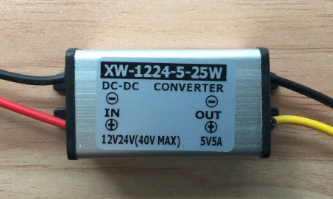 XW-1224-5-25W
DC-DC CONVERTER
⊖ ⊖
IN OUT
⊕ ⊕
12V24V(40V MAX) 5V5A